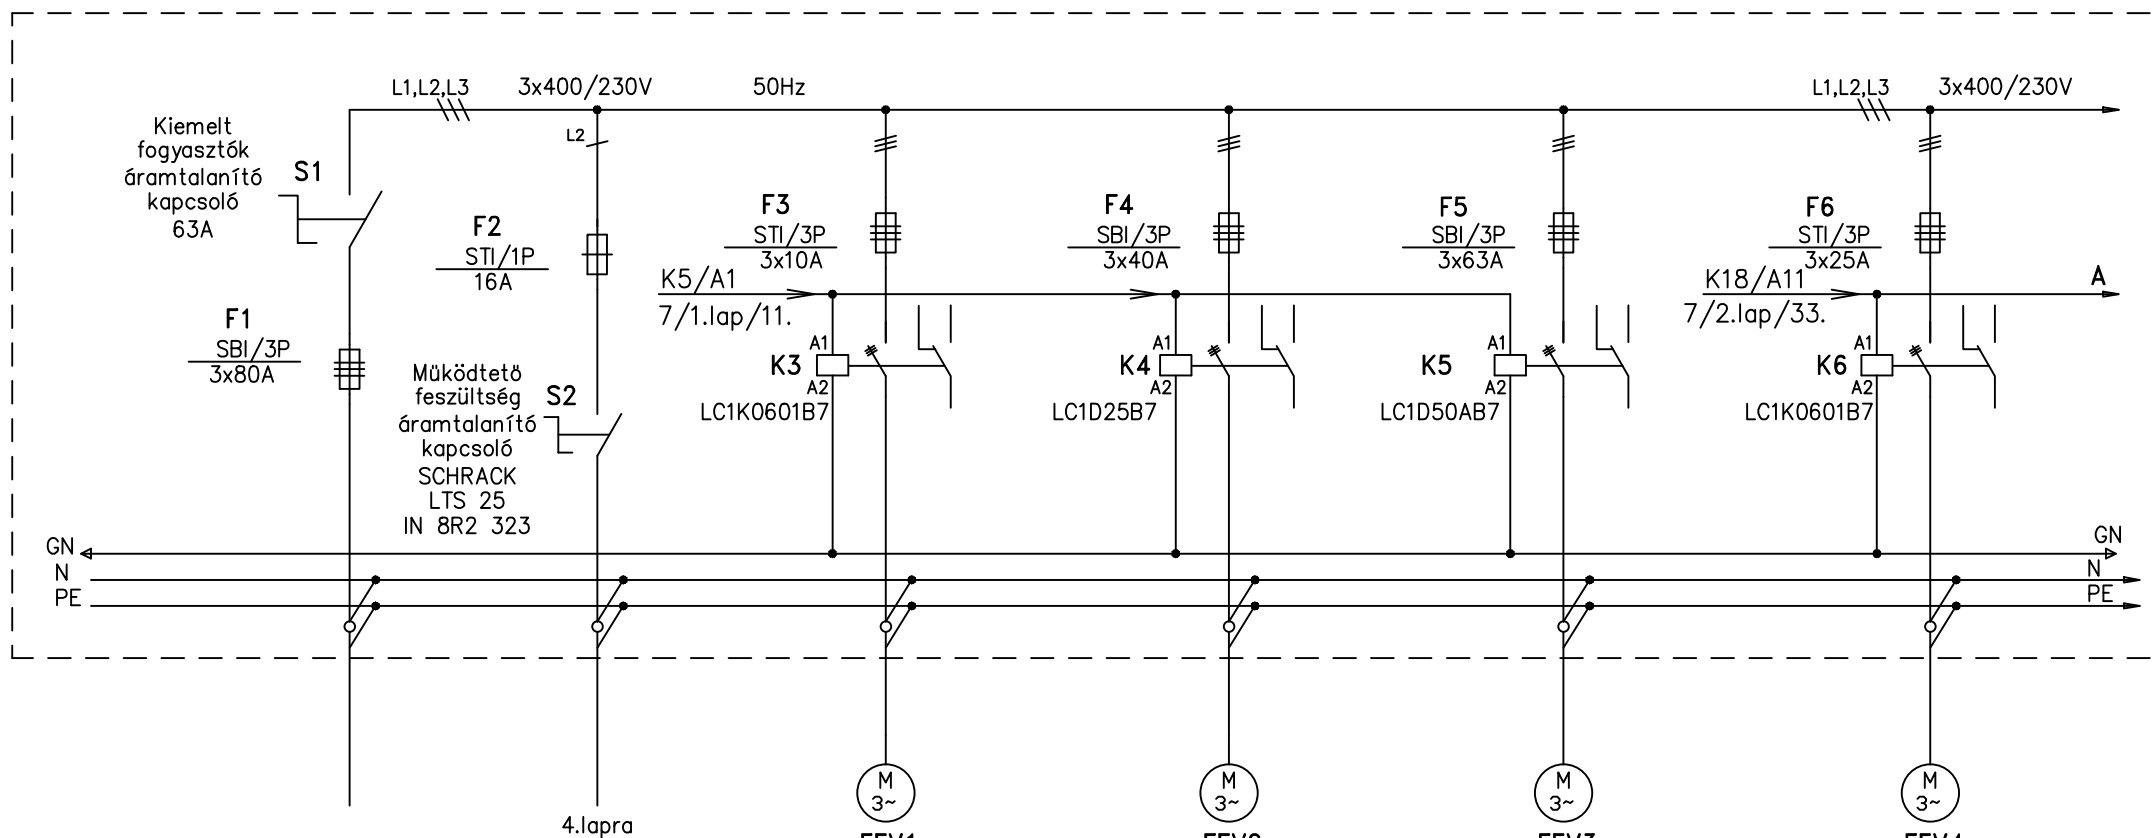 L1,L2,L3
3x400/230V
50Hz
L1,L2,L3
3x400/230V
Kiemelt
fogyasztók
áramtalanító
kapcsoló
63A
S1
L2
F1
SBI/3P
3x80A
F2
STI/1P
16A
F3
STI/3P
3x10A
F4
SBI/3P
3x40A
F5
SBI/3P
3x63A
F6
STI/3P
3x25A
K5/A1
7/1.lap/11.
K18/A11
7/2.lap/33.
A
Müködtetö
feszültség
áramtalanító
kapcsoló
SCHRACK
LTS 25
IN 8R2 323
S2
A1
K3
A2
LC1K0601B7
A1
K4
A2
LC1D25B7
A1
K5
A2
LC1D50AB7
A1
K6
A2
LC1K0601B7
GN
N
PE
GN
N
PE
4.lapra
M
3~
M
3~
M
3~
M
3~